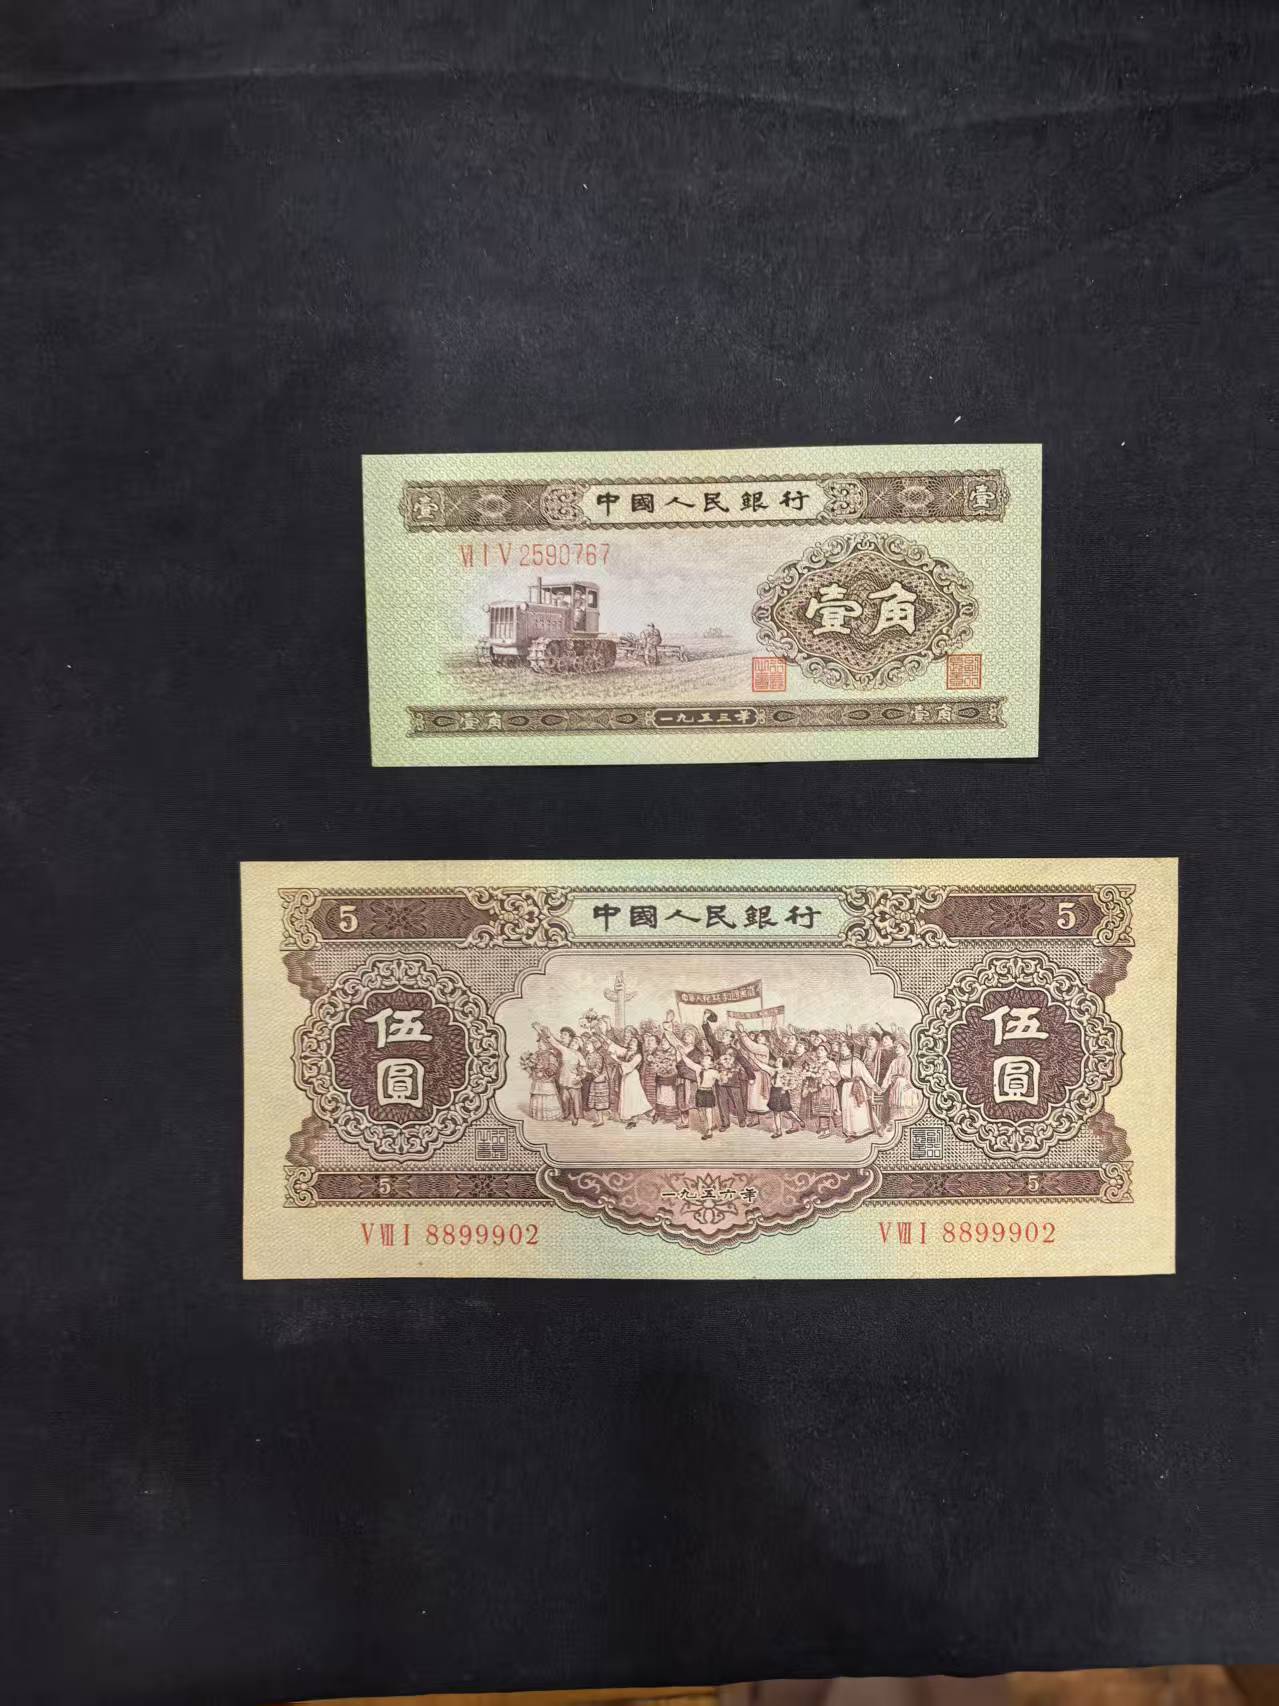 壹 中國人民銀行 壹
Ⅶ Ⅰ Ⅴ 2590767
壹角
壹角 一九五三年 壹角
5 中國人民銀行 5
伍圓 伍圓
5 一九五六年 5
Ⅴ Ⅷ Ⅰ 8899902 Ⅴ Ⅷ Ⅰ 8899902